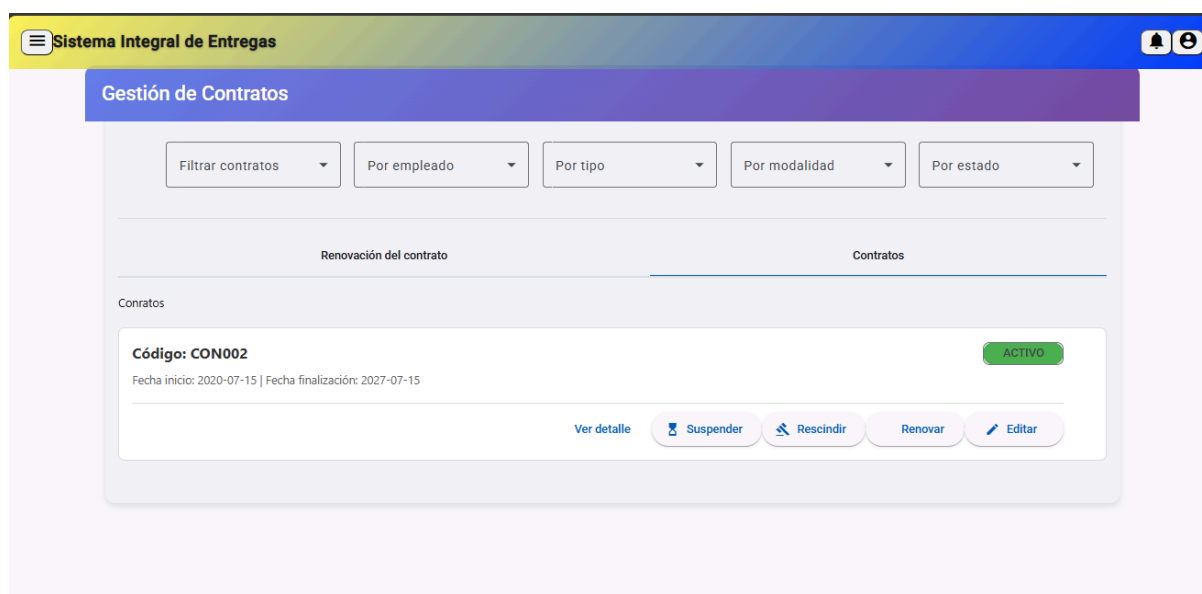 Sistema Integral de Entregas
Gestión de Contratos
Filtrar contratos Por empleado Por tipo Por modalidad Por estado
Renovación del contrato Contratos
Conratos
Código: CON002 ACTIVO
Fecha inicio: 2020-07-15 | Fecha finalización: 2027-07-15
Ver detalle Suspender Rescindir Renovar Editar